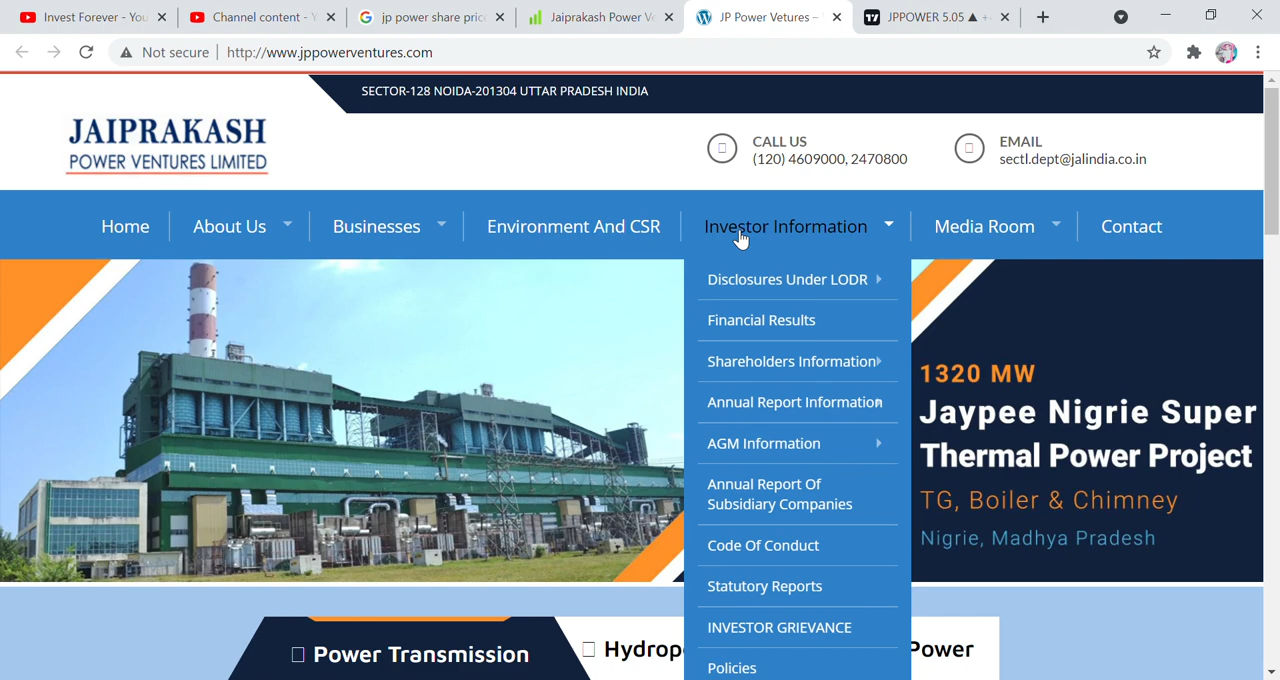 Invest Forever - You
Channel content - Y
jp power share pric
Jaiprakash Power Ve
JP Power Vetures –
JPPOWER 5.05 ▲ +
Not secure
http://www.jppowerventures.com
SECTOR-128 NOIDA-201304 UTTAR PRADESH INDIA
JAIPRAKASH
POWER VENTURES LIMITED
CALL US
(120) 4609000, 2470800
EMAIL
sectl.dept@jalindia.co.in
Home
About Us
Businesses
Environment And CSR
Investor Information
Media Room
Contact
Disclosures Under LODR
Financial Results
Shareholders Information
Annual Report Information
AGM Information
Annual Report Of
Subsidiary Companies
Code Of Conduct
Statutory Reports
INVESTOR GRIEVANCE
Policies
1320 MW
Jaypee Nigrie Super
Thermal Power Project
TG, Boiler & Chimney
Nigrie, Madhya Pradesh
Power Transmission
Hydrop
Power